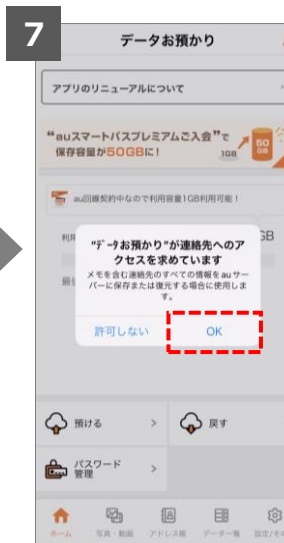 7
データお預かり
アプリのリニューアルについて
“auスマートパスプレミアムご入会”で
保存容量が50GBに!
1GB
50
GB
au回線契約中なので利用容量1GB利用可能!
利用
GB
最
“データお預かり”が連絡先へのア
クセスを求めています
メモを含む連絡先のすべての情報をauサー
バーに保存または復元する場合に使用しま
す。
許可しない
OK
預ける
戻す
パスワード
管理
ホーム
写真・動画
アドレス帳
データ一覧
設定/その